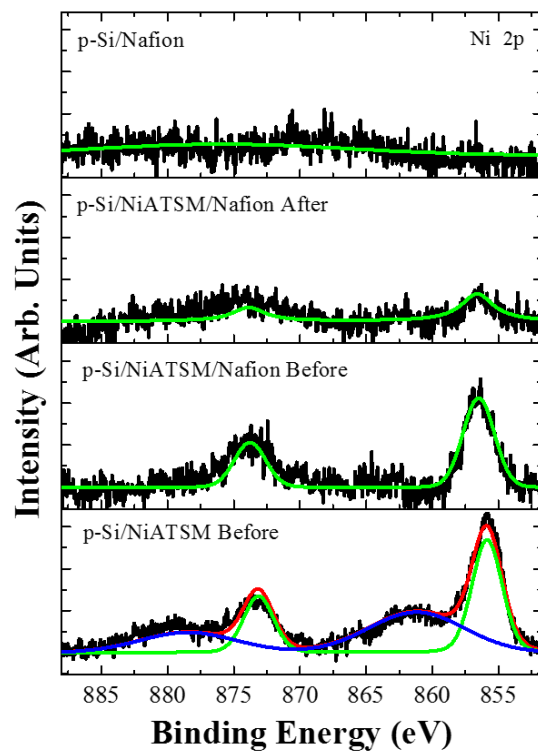 p-Si/Nafion Ni 2p
p-Si/NiATSM/Nafion After
p-Si/NiATSM/Nafion Before
p-Si/NiATSM Before
Intensity (Arb. Units)
885 880 875 870 865 860 855
Binding Energy (eV)